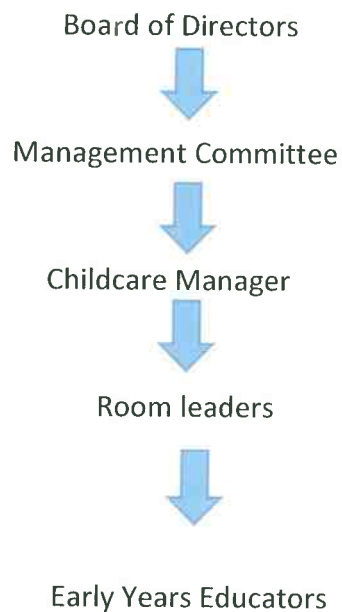 Board of Directors
Management Committee
Childcare Manager
Room leaders
Early Years Educators